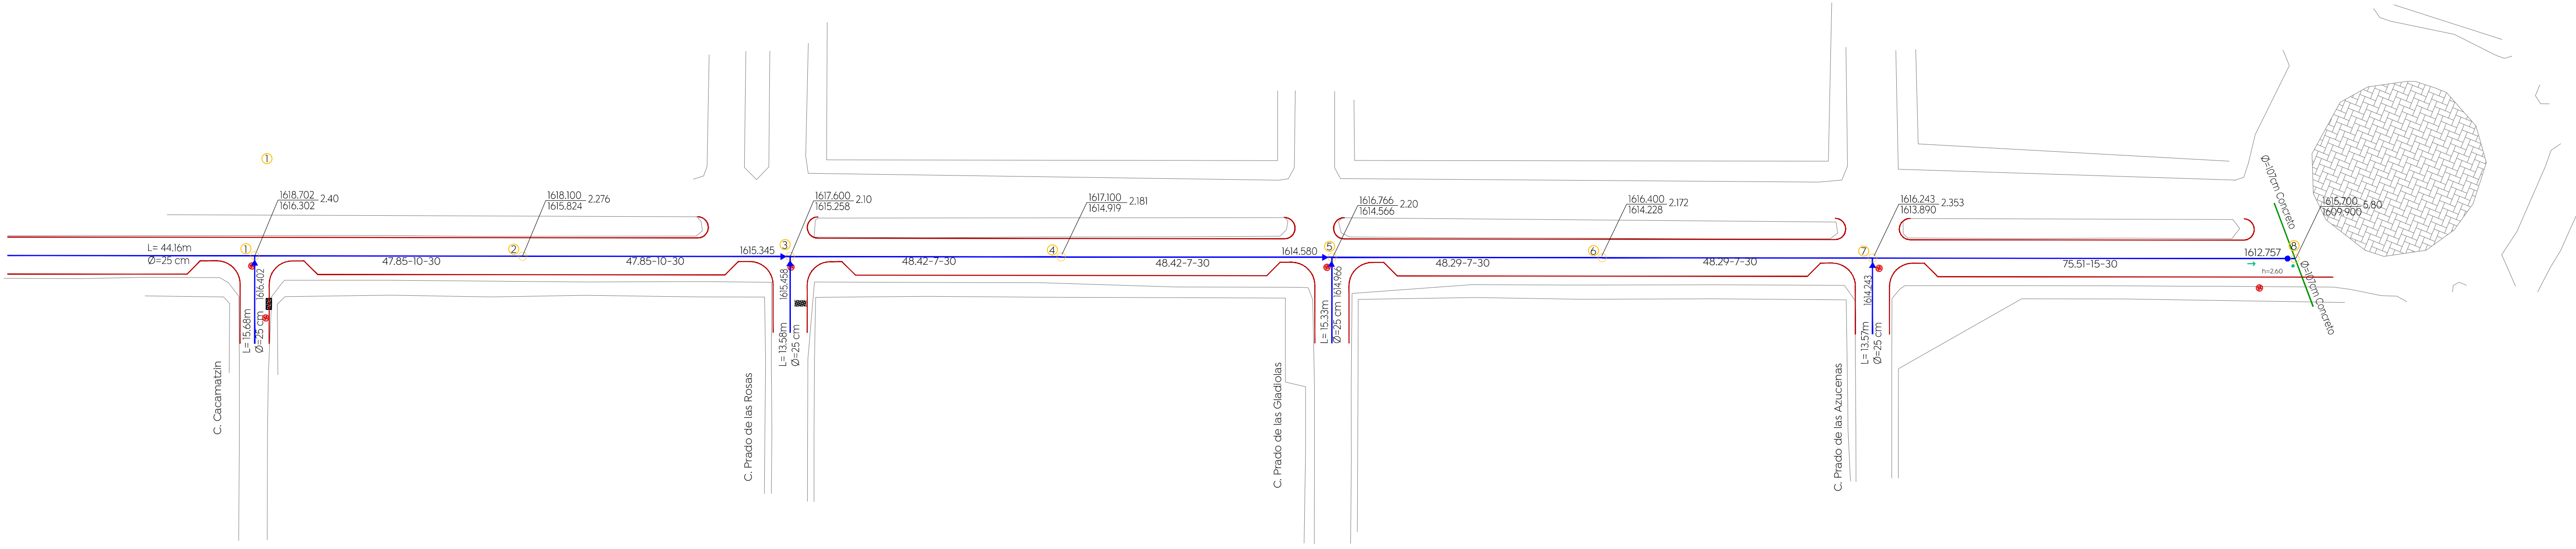 ①
1618.702
1616.302
2.40
1618.100
1615.824
2.276
1617.600
1615.258
2.10
1617.100
1614.919
2.181
1616.766
1614.566
2.20
1616.400
1614.228
2.172
1616.243
1613.890
2.353
Ø=107cm Concreto
1615.700
1609.900
5.80
L= 44.16m
Ø=25 cm
①
②
1615.345
③
④
1614.580
⑤
⑥
⑦
1612.757
⑧
47.85-10-30
47.85-10-30
48.42-7-30
48.42-7-30
48.29-7-30
48.29-7-30
75.51-15-30
h=2.60
Ø=107cm Concreto
1616.402
L= 15.68m
Ø=25 cm
1615.458
L= 13.58m
Ø=25 cm
1614.966
L= 15.33m
Ø=25 cm
1614.243
L= 13.57m
Ø=25 cm
C. Cacamatzin
C. Prado de las Rosas
C. Prado de las Gladiolas
C. Prado de las Azucenas